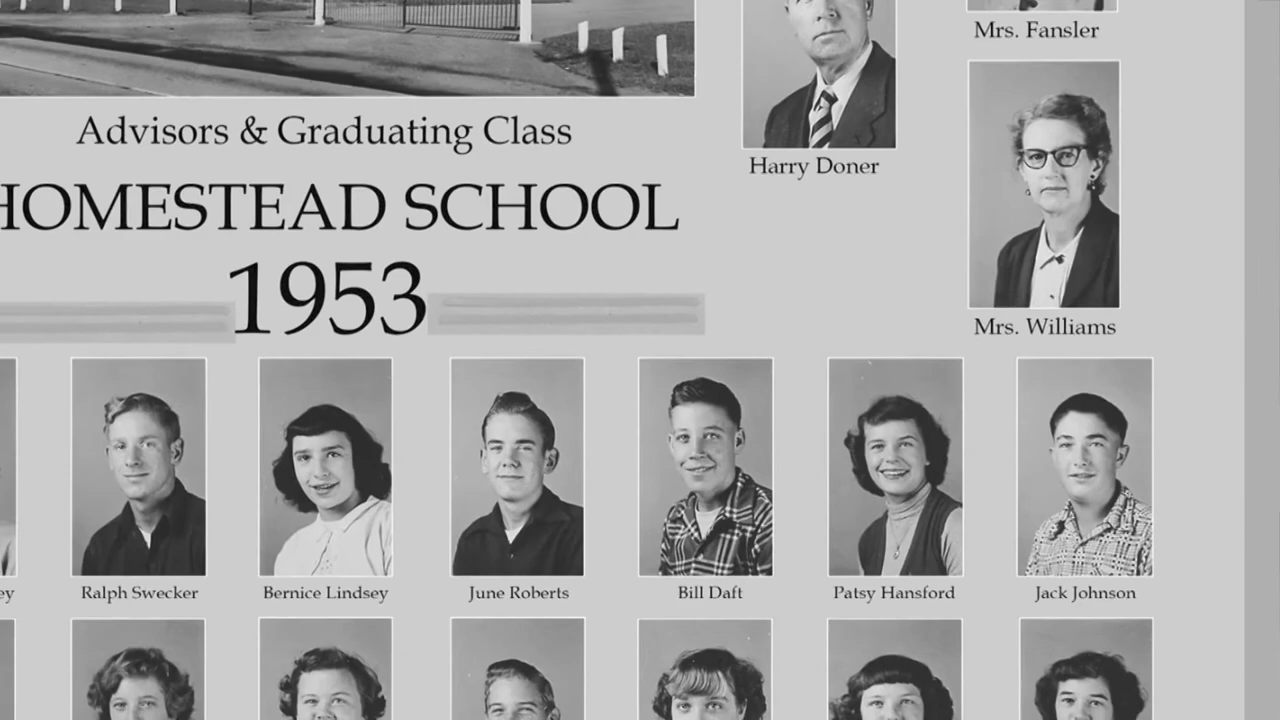 Mrs. Fansler
Advisors & Graduating Class
Harry Doner
HOMESTEAD SCHOOL
1953
Mrs. Williams
ey
Ralph Swecker
Bernice Lindsey
June Roberts
Bill Daft
Patsy Hansford
Jack Johnson